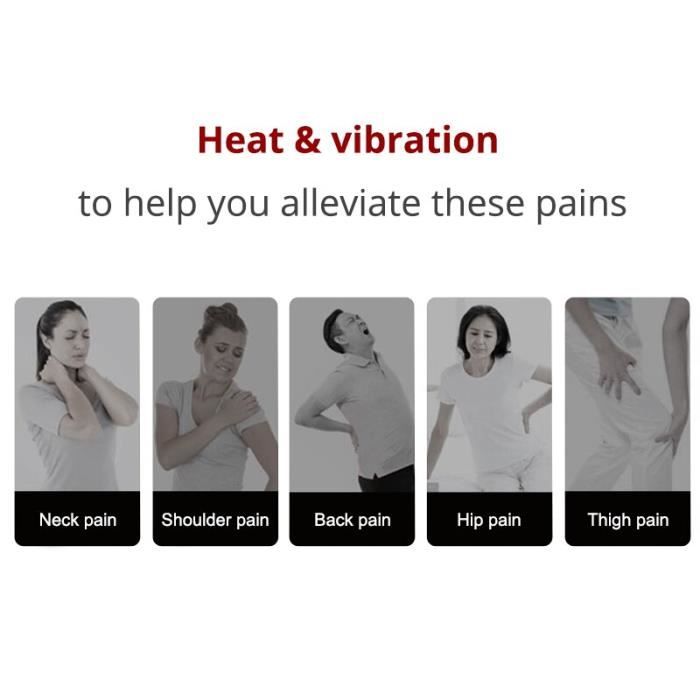 Heat & vibration
to help you alleviate these pains
Neck pain
Shoulder pain
Back pain
Hip pain
Thigh pain